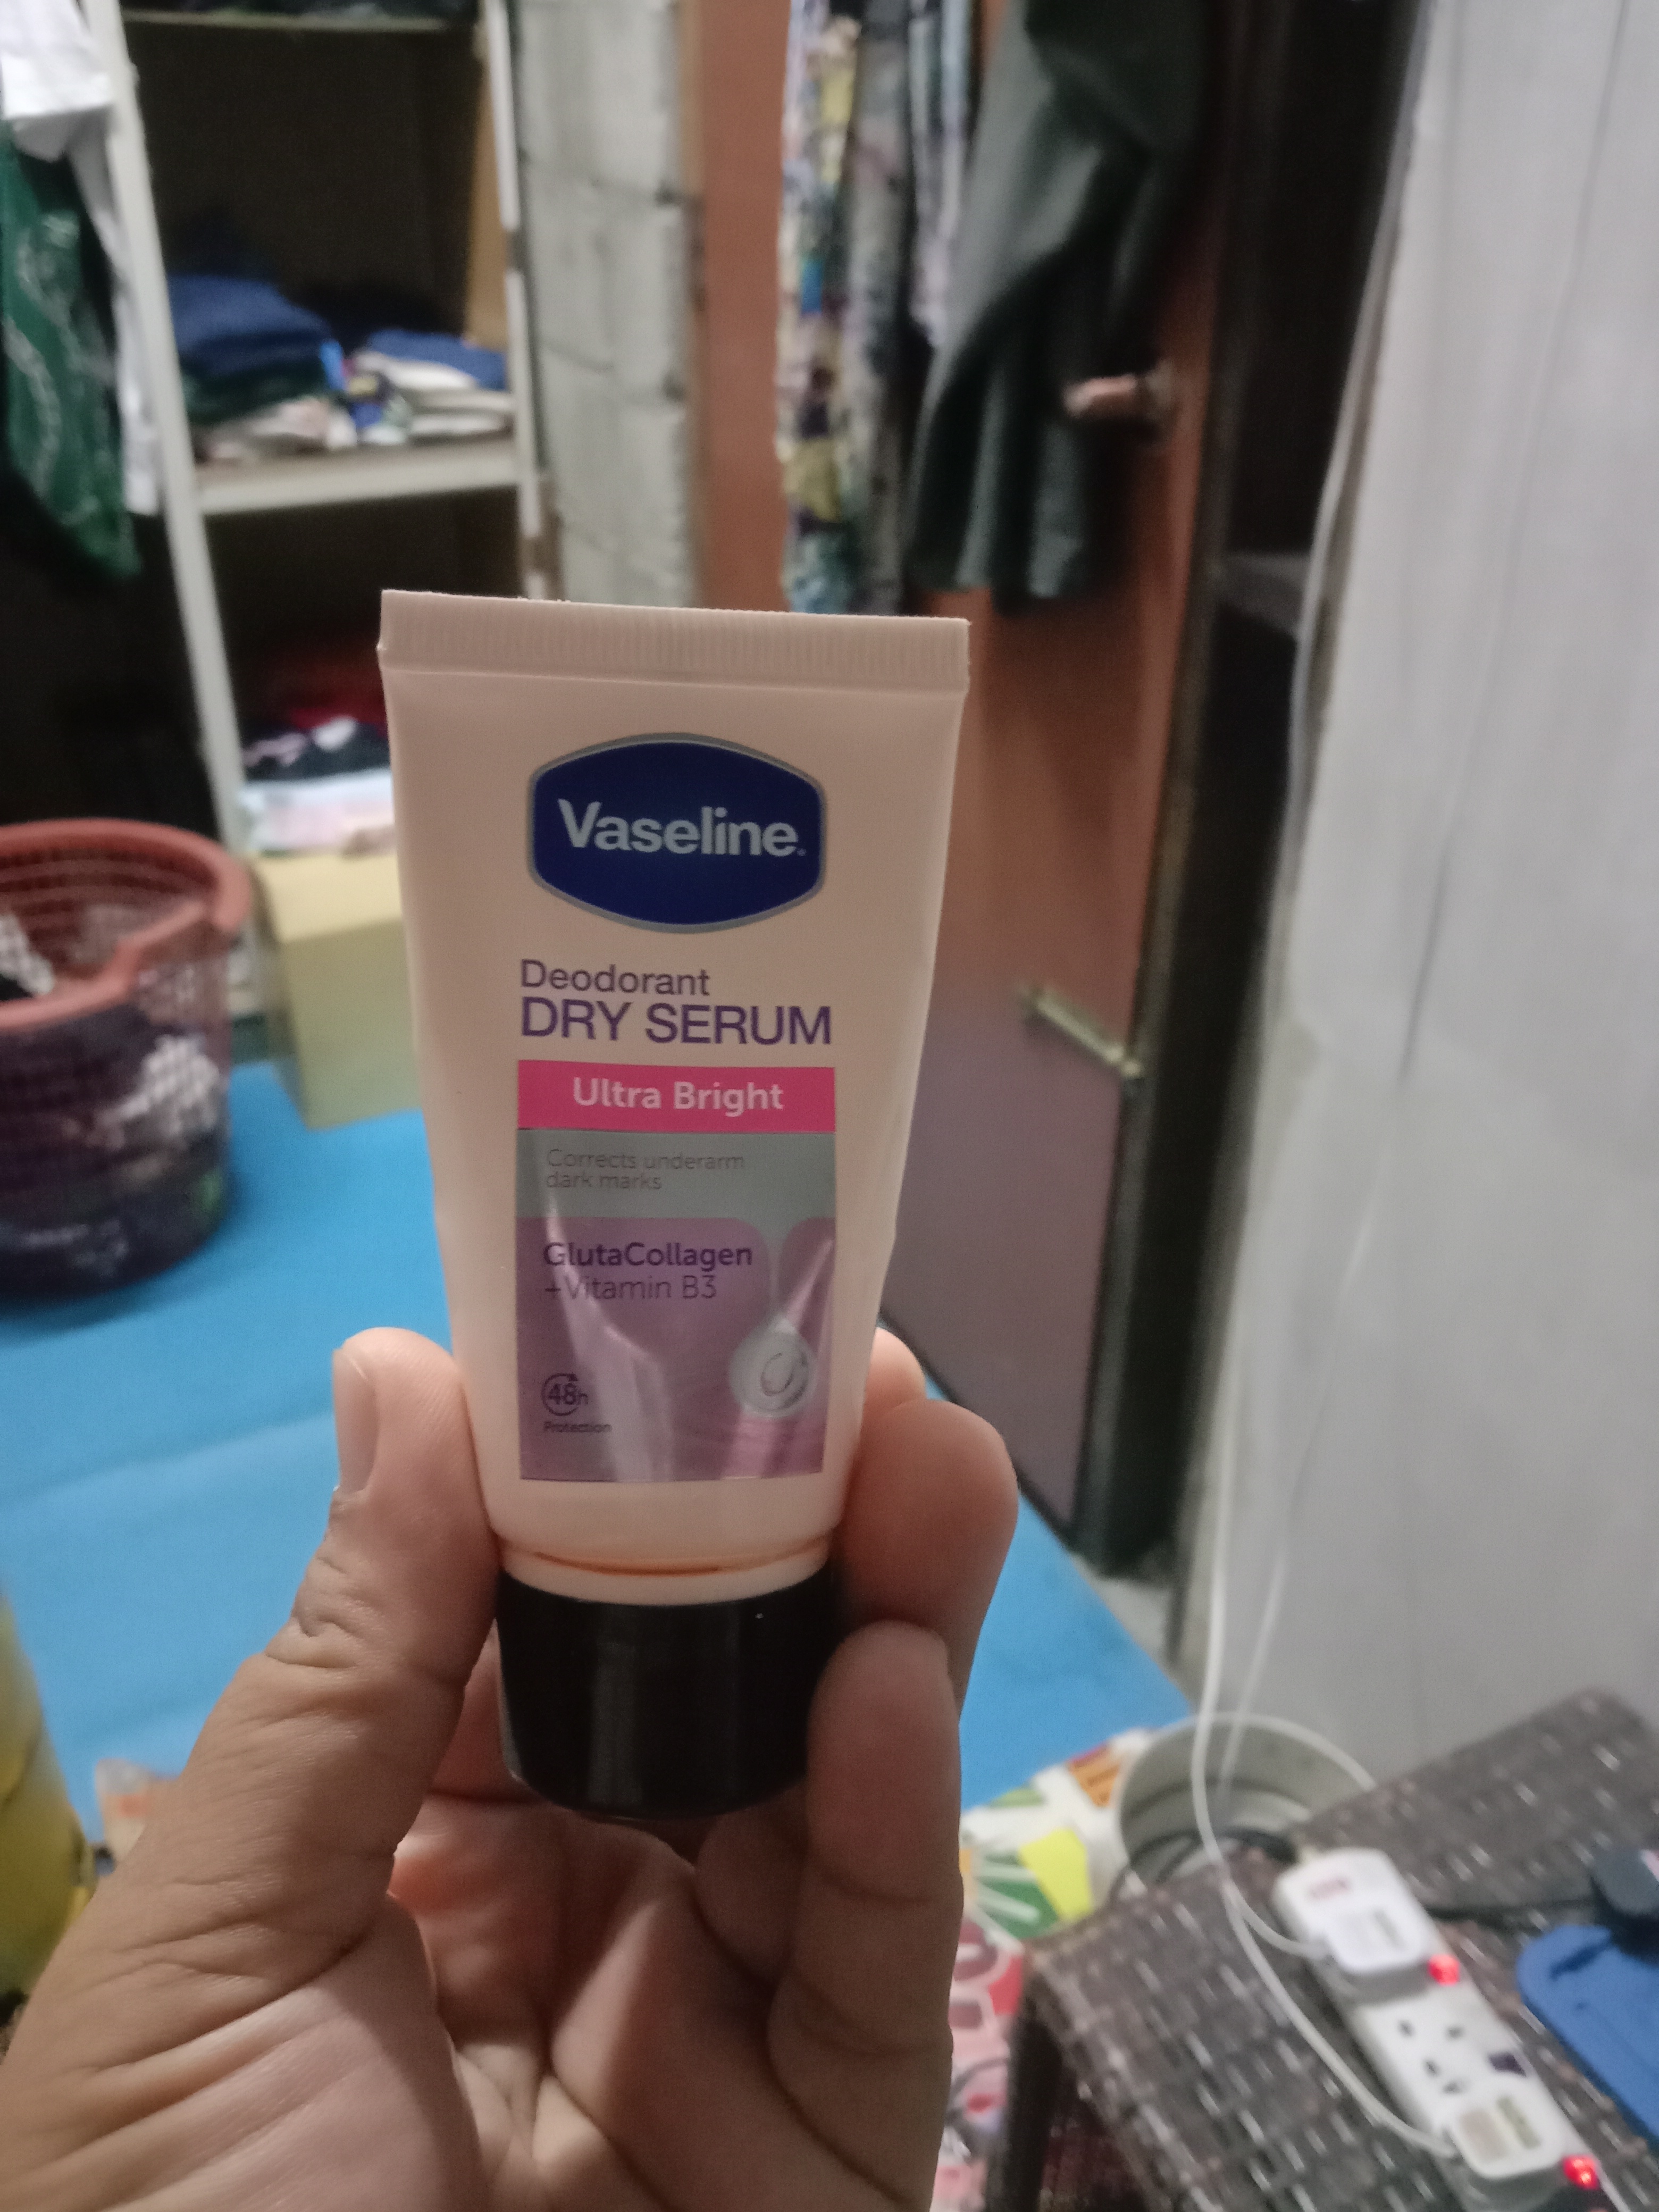 Vaseline.
Deodorant
DRY SERUM
Ultra Bright
Corrects underarm
dark marks
GlutaCollagen
+Vitamin B3
48h
Protection